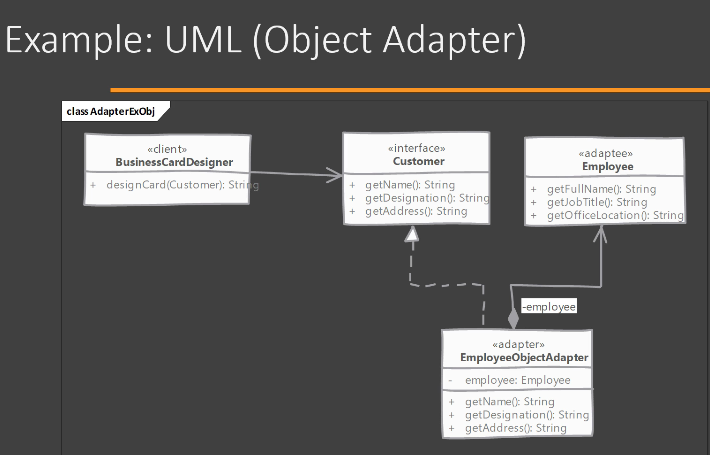 Example: UML (Object Adapter)
class AdapterExObj
«client»
BusinessCardDesigner
+ designCard(Customer): String
«interface»
Customer
+ getName(): String
+ getDesignation(): String
+ getAddress(): String
«adaptee»
Employee
+ getFullName(): String
+ getJobTitle(): String
+ getOfficeLocation(): String
-employee
«adapter»
EmployeeObjectAdapter
- employee: Employee
+ getName(): String
+ getDesignation(): String
+ getAddress(): String